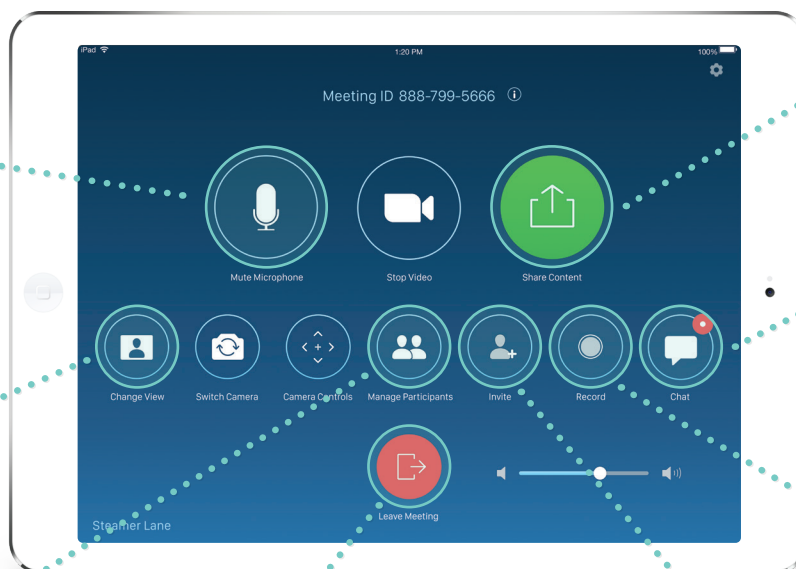 iPad 1:20 PM 100%
Meeting ID 888-799-5666
Mute Microphone Stop Video Share Content
Change View Switch Camera Camera Controls Manage Participants Invite Record Chat
Leave Meeting
Steamer Lane